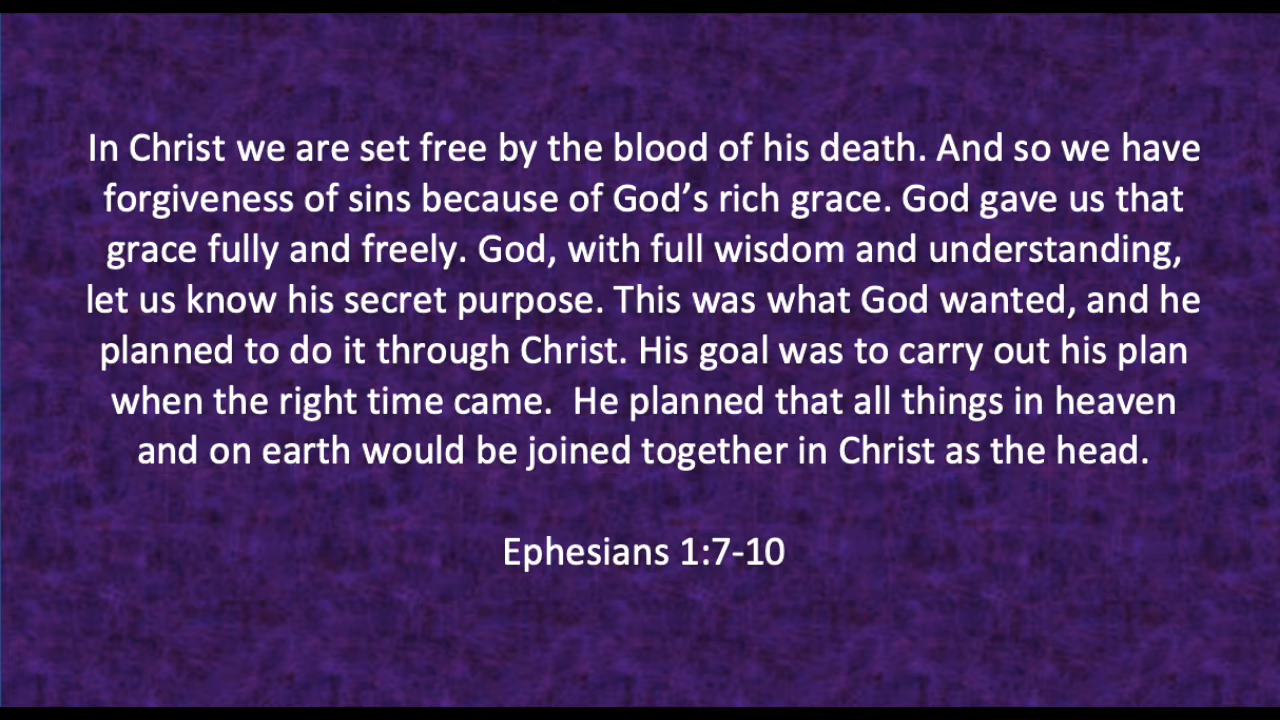 In Christ we are set free by the blood of his death. And so we have
forgiveness of sins because of God’s rich grace. God gave us that
grace fully and freely. God, with full wisdom and understanding,
let us know his secret purpose. This was what God wanted, and he
planned to do it through Christ. His goal was to carry out his plan
when the right time came.  He planned that all things in heaven
and on earth would be joined together in Christ as the head.
Ephesians 1:7-10